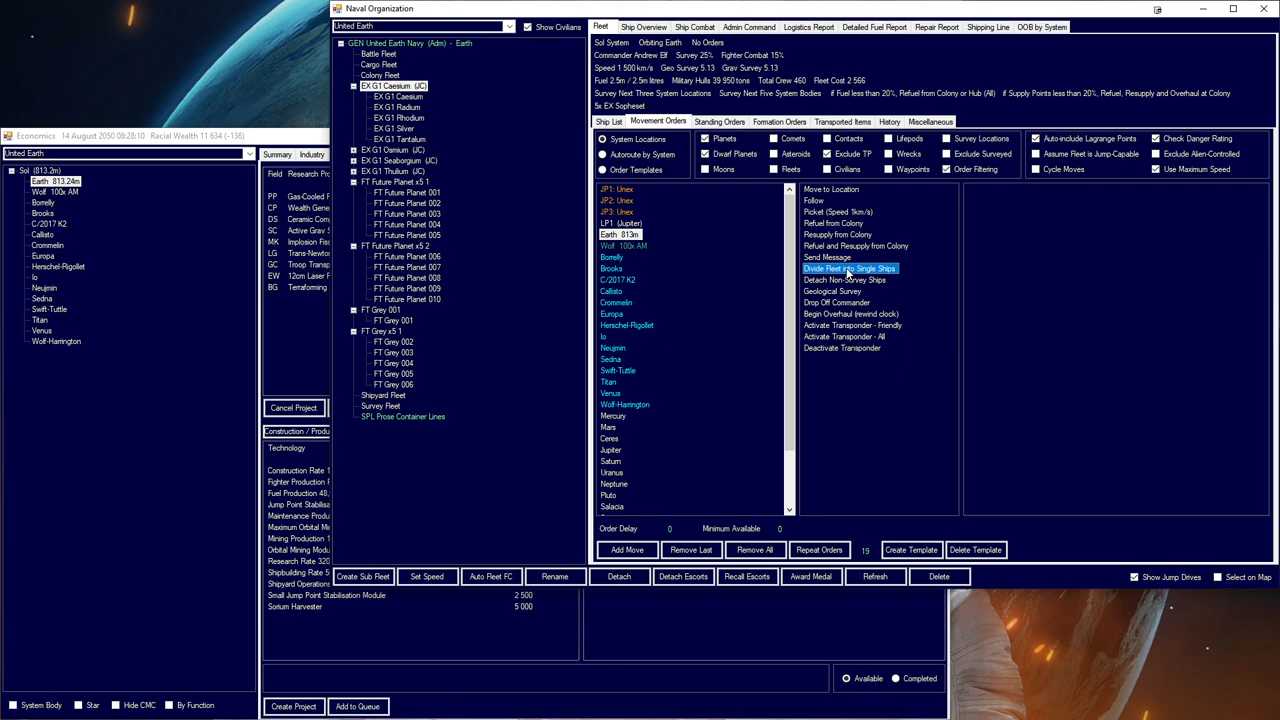 Naval Organization
United Earth
Show Civilians
GEN United Earth Navy (Adm) - Earth
Battle Fleet
Cargo Fleet
Colony Fleet
EX G1 Caesium (JC)
EX G1 Caesium
EX G1 Radium
EX G1 Rhodium
EX G1 Silver
EX G1 Tantalum
EX G1 Osmium (JC)
EX G1 Seaborgium (JC)
EX G1 Thulium (JC)
FT Future Planet x5 1
FT Future Planet 001
FT Future Planet 002
FT Future Planet 003
FT Future Planet 004
FT Future Planet 005
FT Future Planet x5 2
FT Future Planet 006
FT Future Planet 007
FT Future Planet 008
FT Future Planet 009
FT Future Planet 010
FT Grey 001
FT Grey 001
FT Grey x5 1
FT Grey 002
FT Grey 003
FT Grey 004
FT Grey 005
FT Grey 006
Shipyard Fleet
Survey Fleet
SPL Prose Container Lines
Fleet Ship Overview Ship Combat Admin Command Logistics Report Detailed Fuel Report Repair Report Shipping Line OOB by System
Sol System Orbiting Earth No Orders
Commander Andrew Elf Survey 25% Fighter Combat 15%
Speed 1 500 km/s Geo Survey 5.13 Grav Survey 5.13
Fuel 2.5m / 2.5m litres Military Hulls 39 950 tons Total Crew 460 Fleet Cost 2 566
Survey Next Three System Locations Survey Next Five System Bodies if Fuel less than 20%, Refuel from Colony or Hub (All) if Supply Points less than 20%, Refuel, Resupply and Overhaul at Colony
5x EX Sopheset
Ship List Movement Orders Standing Orders Formation Orders Transported Items History Miscellaneous
System Locations Planets Comets Contacts Lifepods Survey Locations Auto-include Lagrange Points Check Danger Rating
Autoroute by System Dwarf Planets Asteroids Exclude TP Wrecks Exclude Surveyed Assume Fleet is Jump-Capable Exclude Alien-Controlled
Order Templates Moons Fleets Civilians Waypoints Order Filtering Cycle Moves Use Maximum Speed
JP1: Unex
JP2: Unex
JP3: Unex
LP1 (Jupiter)
Earth 813m
Wolf 100x AM
Borrelly
Brooks
C/2017 K2
Callisto
Crommelin
Europa
Herschel-Rigollet
Io
Neujmin
Sedna
Swift-Tuttle
Titan
Venus
Wolf-Harrington
Mercury
Mars
Ceres
Jupiter
Saturn
Uranus
Neptune
Pluto
Salacia
Move to Location
Follow
Picket (Speed 1km/s)
Refuel from Colony
Resupply from Colony
Refuel and Resupply from Colony
Send Message
Divide Fleet into Single Ships
Detach Non-Survey Ships
Geological Survey
Drop Off Commander
Begin Overhaul (rewind clock)
Activate Transponder - Friendly
Activate Transponder - All
Deactivate Transponder
Order Delay 0 Minimum Available 0
Add Move Remove Last Remove All Repeat Orders 19 Create Template Delete Template
Create Sub Fleet Set Speed Auto Fleet FC Rename Detach Detach Escorts Recall Escorts Award Medal Refresh Delete Show Jump Drives Select on Map
Economics 14 August 2050 08:28:10 Racial Wealth 11 634 (-136)
United Earth
Sol (813.2m)
Earth 813.24m
Wolf 100x AM
Borrelly
Brooks
C/2017 K2
Callisto
Crommelin
Europa
Herschel-Rigollet
Io
Neujmin
Sedna
Swift-Tuttle
Titan
Venus
Wolf-Harrington
Summary Industry
Field Research Pro
PP Gas-Cooled F
CP Wealth Gener
DS Ceramic Comp
SC Active Grav S
MK Implosion Fiss
LG Trans-Newton
GC Troop Transp
EW 12cm Laser F
BG Terraforming
Cancel Project
Construction / Produ
Technology
Construction Rate 1
Fighter Production F
Fuel Production 48,
Jump Point Stabilisa
Maintenance Produ
Maximum Orbital Mi
Mining Production 1
Orbital Mining Modu
Research Rate 320
Shipbuilding Rate 5
Shipyard Operations
Small Jump Point Stabilisation Module 2 500
Sorium Harvester 5 000
Available Completed
System Body Star Hide CMC By Function
Create Project Add to Queue